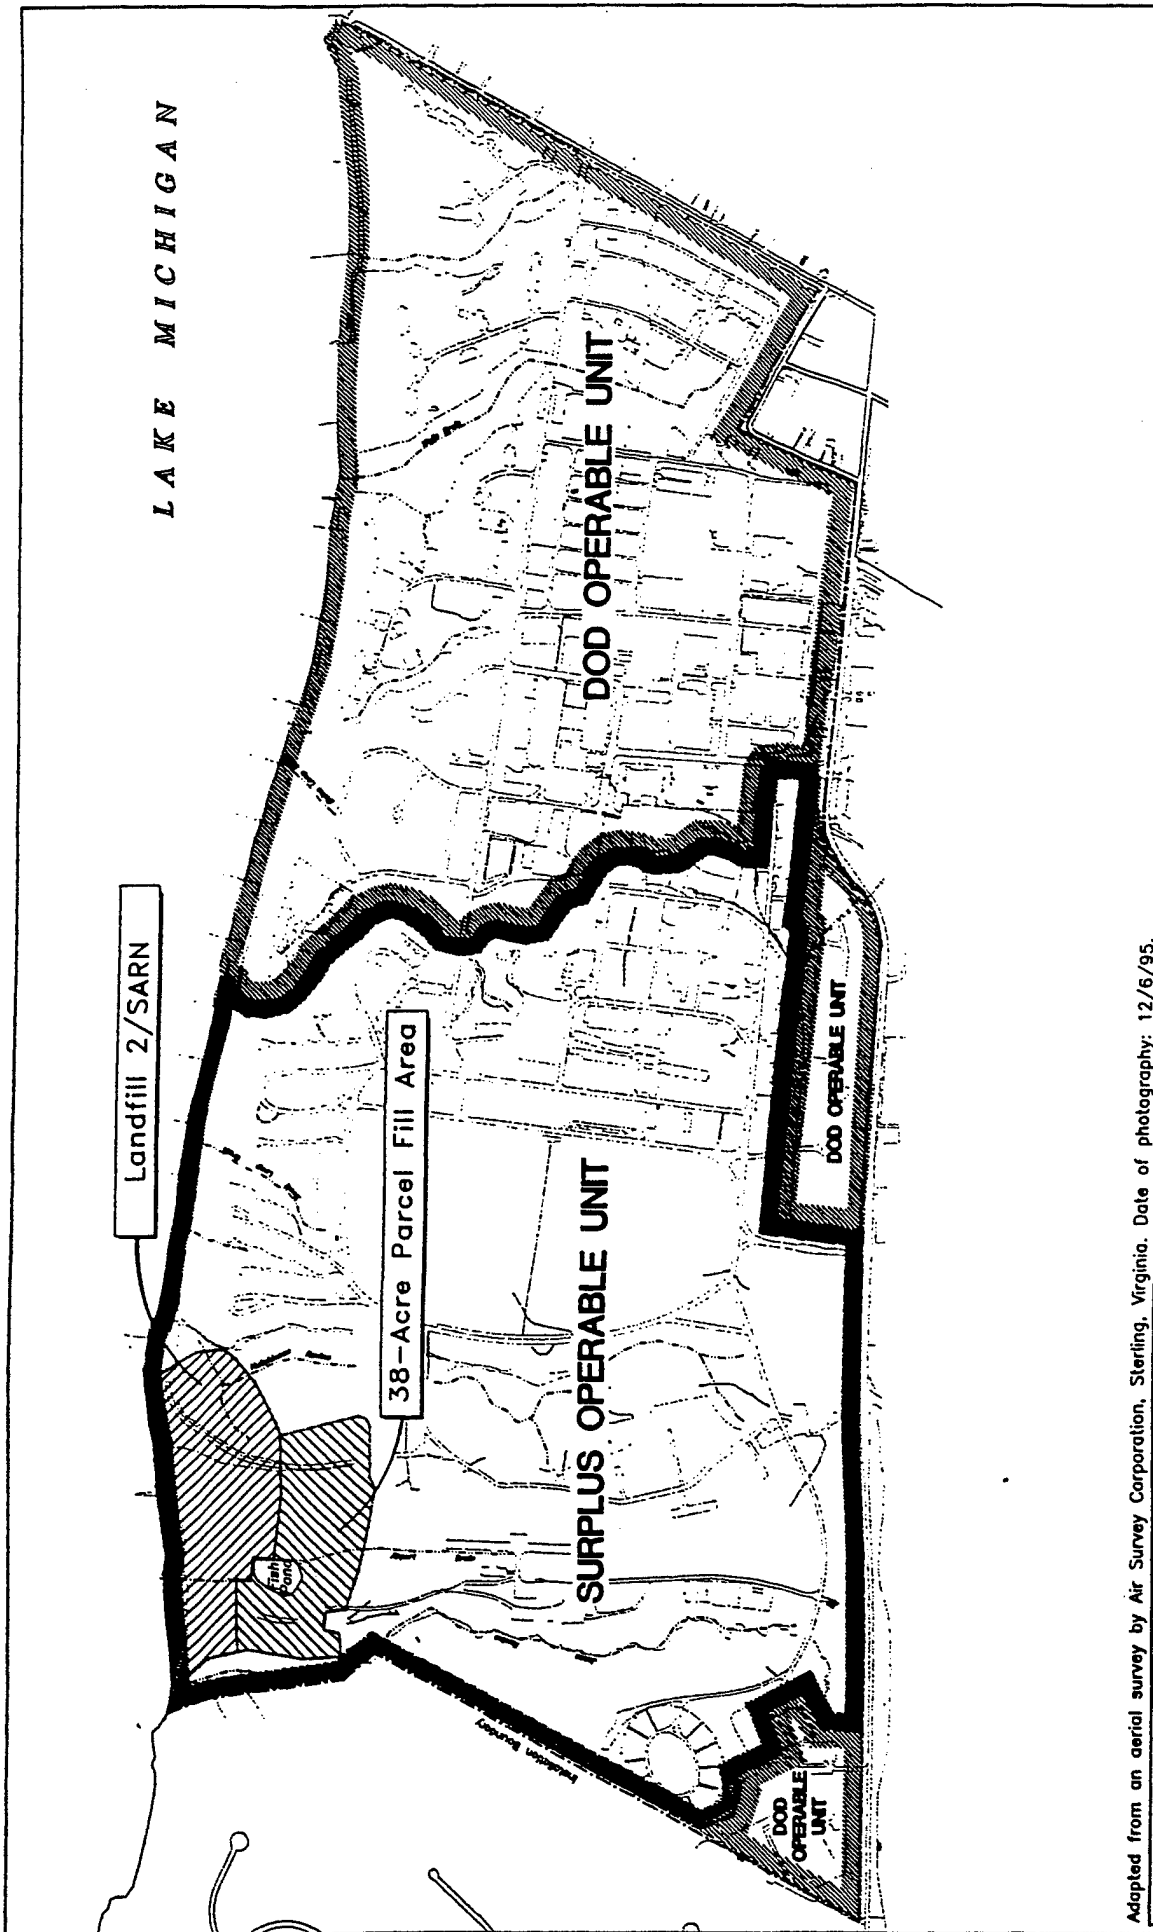 LAKE MICHIGAN
Landfill 2/SARN
38-Acre Parcel Fill Area
Fish
Pond
SURPLUS OPERABLE UNIT
DOD OPERABLE UNIT
DOD OPERABLE UNIT
DOD
OPERABLE
UNIT
Installation Boundary
Adapted from an aerial survey by Air Survey Corporation, Sterling, Virginia. Date of photography: 12/6/95.